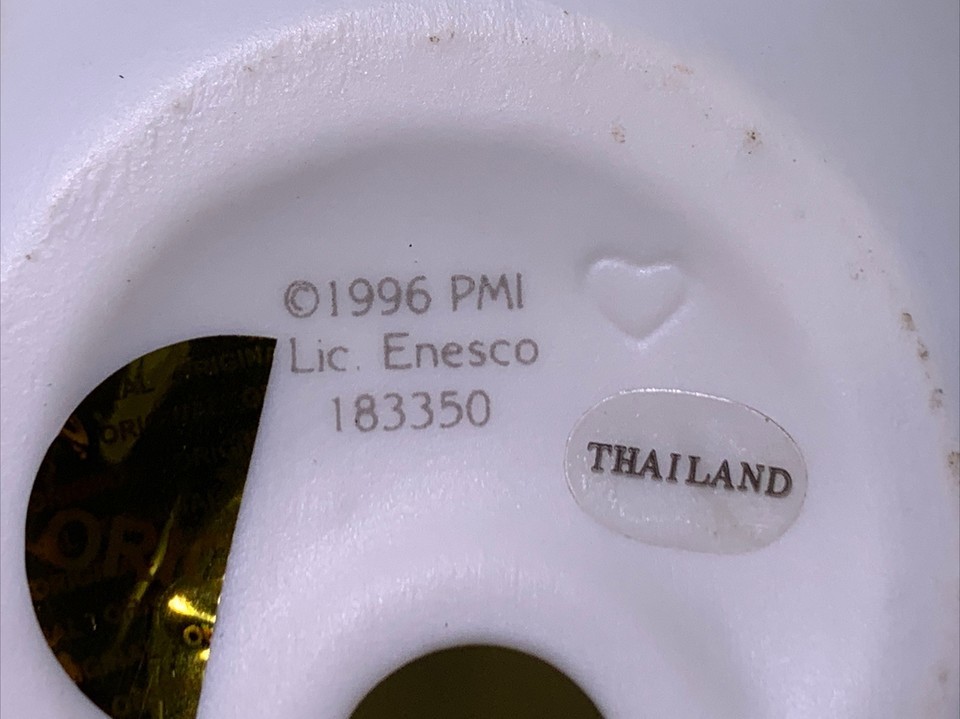 ©1996 PMI
Lic. Enesco
183350
THAILAND